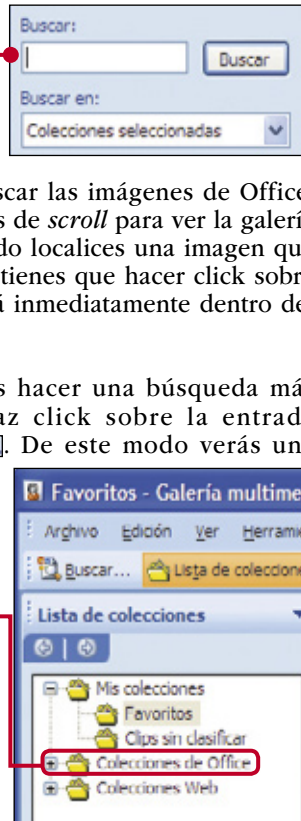 Buscar:
Buscar
Buscar en:
Colecciones seleccionadas
scar las imágenes de Office
s de scroll para ver la galerí
do localices una imagen qu
tienes que hacer click sobr
á inmediatamente dentro de
s hacer una búsqueda má
az click sobre la entrad
. De este modo verás un
Favoritos - Galería multime
Archivo Edición Ver Herramie
Buscar... Lista de coleccione
Lista de colecciones
Mis colecciones
Favoritos
Clips sin clasificar
Colecciones de Office
Colecciones Web